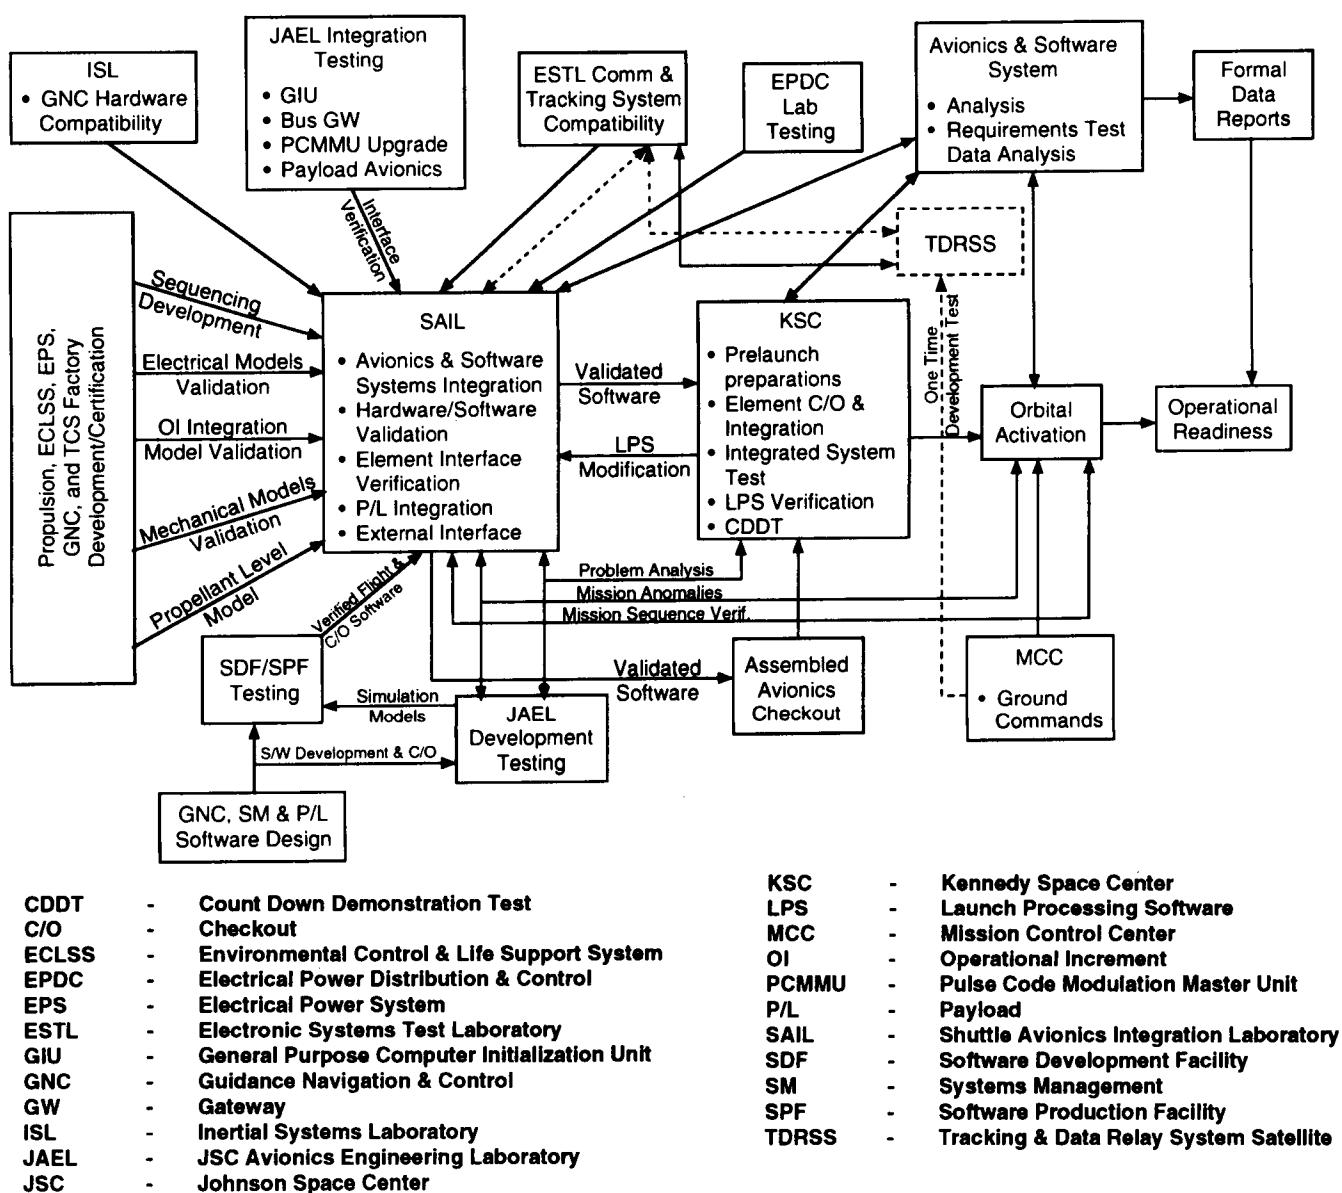 JAEL Integration
Testing
• GIU
• Bus GW
• PCMMU Upgrade
• Payload Avionics
ISL
• GNC Hardware
Compatibility
ESTL Comm &
Tracking System
Compatibility
EPDC
Lab
Testing
Avionics & Software
System
• Analysis
• Requirements Test
Data Analysis
Formal
Data
Reports
Interface
Verification
TDRSS
Propulsion, ECLSS, EPS,
GNC, and TCS Factory
Development/Certification
Sequencing
Development
Electrical Models
Validation
OI Integration
Model Validation
Mechanical Models
Validation
Propellant Level
Model
SAIL
• Avionics & Software
Systems Integration
• Hardware/Software
Validation
• Element Interface
Verification
• P/L Integration
• External Interface
Validated
Software
LPS
Modification
KSC
• Prelaunch
preparations
• Element C/O &
Integration
• Integrated System
Test
• LPS Verification
• CDDT
One Time
Development Test
Orbital
Activation
Operational
Readiness
Problem Analysis
Mission Anomalies
Mission Sequence Verif.
Verified Flight &
C/O Software
SDF/SPF
Testing
Simulation
Models
JAEL
Development
Testing
Validated
Software
Assembled
Avionics
Checkout
MCC
• Ground
Commands
S/W Development & C/O
GNC, SM & P/L
Software Design
CDDT - Count Down Demonstration Test
C/O - Checkout
ECLSS - Environmental Control & Life Support System
EPDC - Electrical Power Distribution & Control
EPS - Electrical Power System
ESTL - Electronic Systems Test Laboratory
GIU - General Purpose Computer Initialization Unit
GNC - Guidance Navigation & Control
GW - Gateway
ISL - Inertial Systems Laboratory
JAEL - JSC Avionics Engineering Laboratory
JSC - Johnson Space Center
KSC - Kennedy Space Center
LPS - Launch Processing Software
MCC - Mission Control Center
OI - Operational Increment
PCMMU - Pulse Code Modulation Master Unit
P/L - Payload
SAIL - Shuttle Avionics Integration Laboratory
SDF - Software Development Facility
SM - Systems Management
SPF - Software Production Facility
TDRSS - Tracking & Data Relay System Satellite